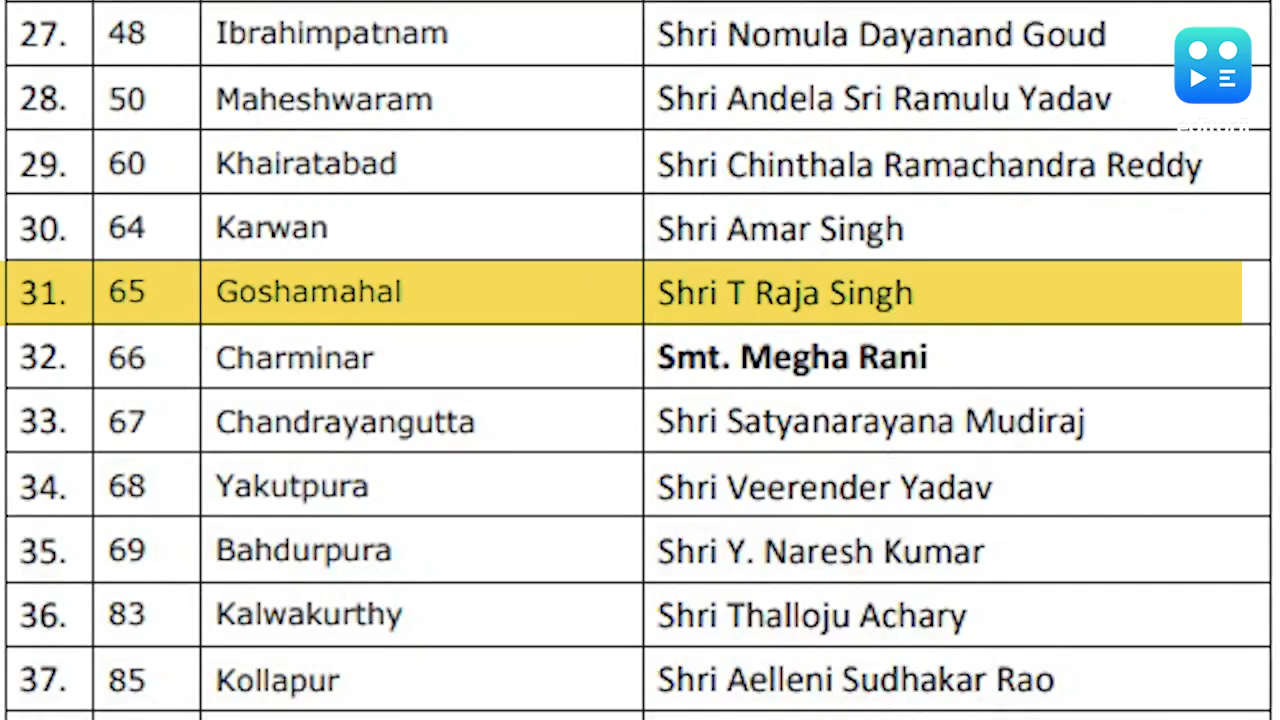 27. 48 Ibrahimpatnam Shri Nomula Dayanand Goud
28. 50 Maheshwaram Shri Andela Sri Ramulu Yadav
29. 60 Khairatabad Shri Chinthala Ramachandra Reddy
30. 64 Karwan Shri Amar Singh
31. 65 Goshamahal Shri T Raja Singh
32. 66 Charminar Smt. Megha Rani
33. 67 Chandrayangutta Shri Satyanarayana Mudiraj
34. 68 Yakutpura Shri Veerender Yadav
35. 69 Bahdurpura Shri Y. Naresh Kumar
36. 83 Kalwakurthy Shri Thalloju Achary
37. 85 Kollapur Shri Aelleni Sudhakar Rao